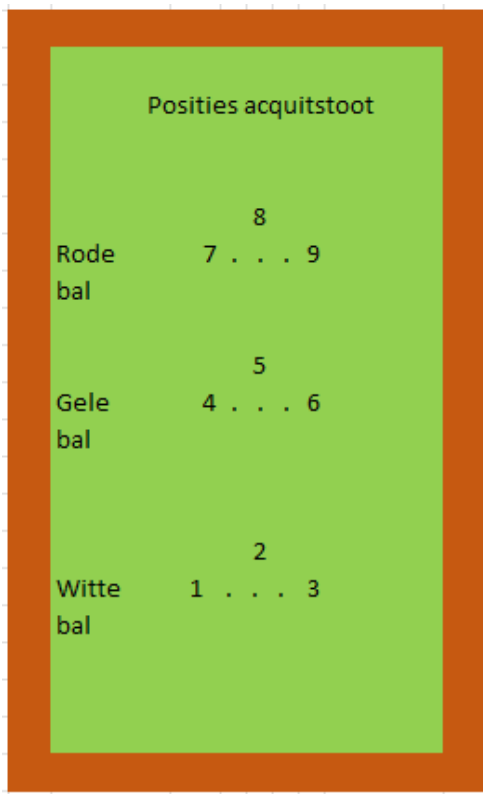 Posities acquitstoot
8
Rode 7 . . . 9
bal
5
Gele 4 . . . 6
bal
2
Witte 1 . . . 3
bal